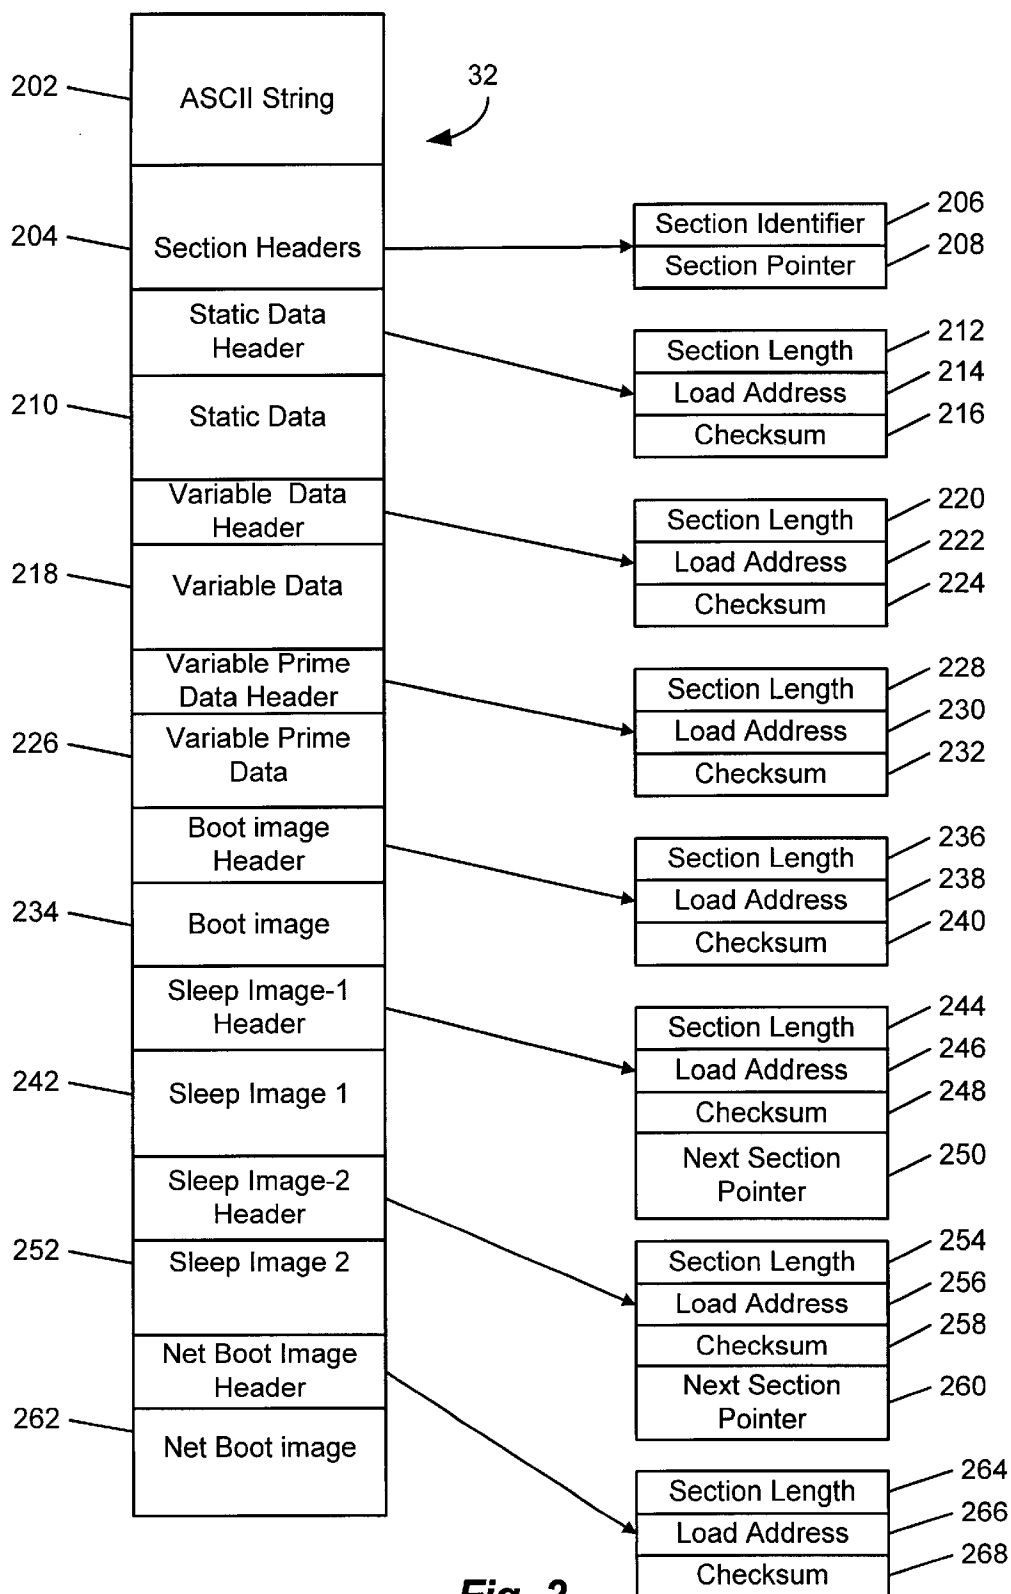 32
202
ASCII String
204
Section Headers
206
Section Identifier
208
Section Pointer
Static Data
Header
212
Section Length
214
Load Address
216
Checksum
210
Static Data
Variable Data
Header
220
Section Length
222
Load Address
224
Checksum
218
Variable Data
Variable Prime
Data Header
228
Section Length
230
Load Address
232
Checksum
226
Variable Prime
Data
Boot image
Header
236
Section Length
238
Load Address
240
Checksum
234
Boot image
Sleep Image-1
Header
244
Section Length
246
Load Address
248
Checksum
250
Next Section
Pointer
242
Sleep Image 1
Sleep Image-2
Header
254
Section Length
256
Load Address
258
Checksum
260
Next Section
Pointer
252
Sleep Image 2
Net Boot Image
Header
264
Section Length
266
Load Address
268
Checksum
262
Net Boot image
Fig. 2